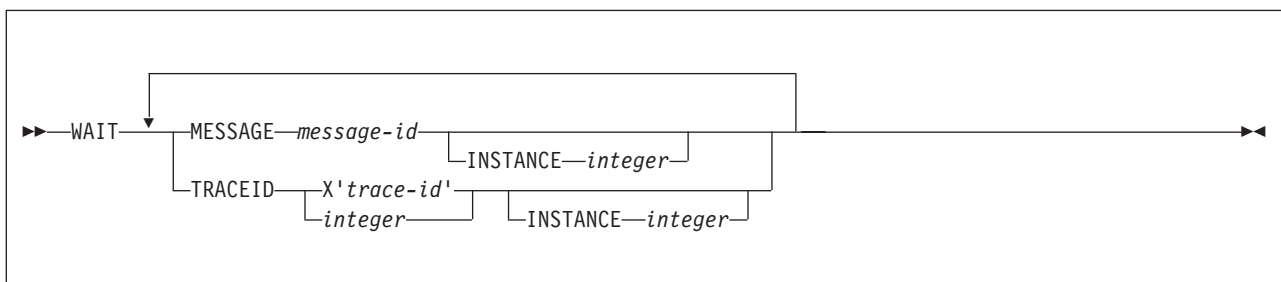 WAIT MESSAGE message-id
INSTANCE integer
TRACEID X'trace-id'
integer INSTANCE integer